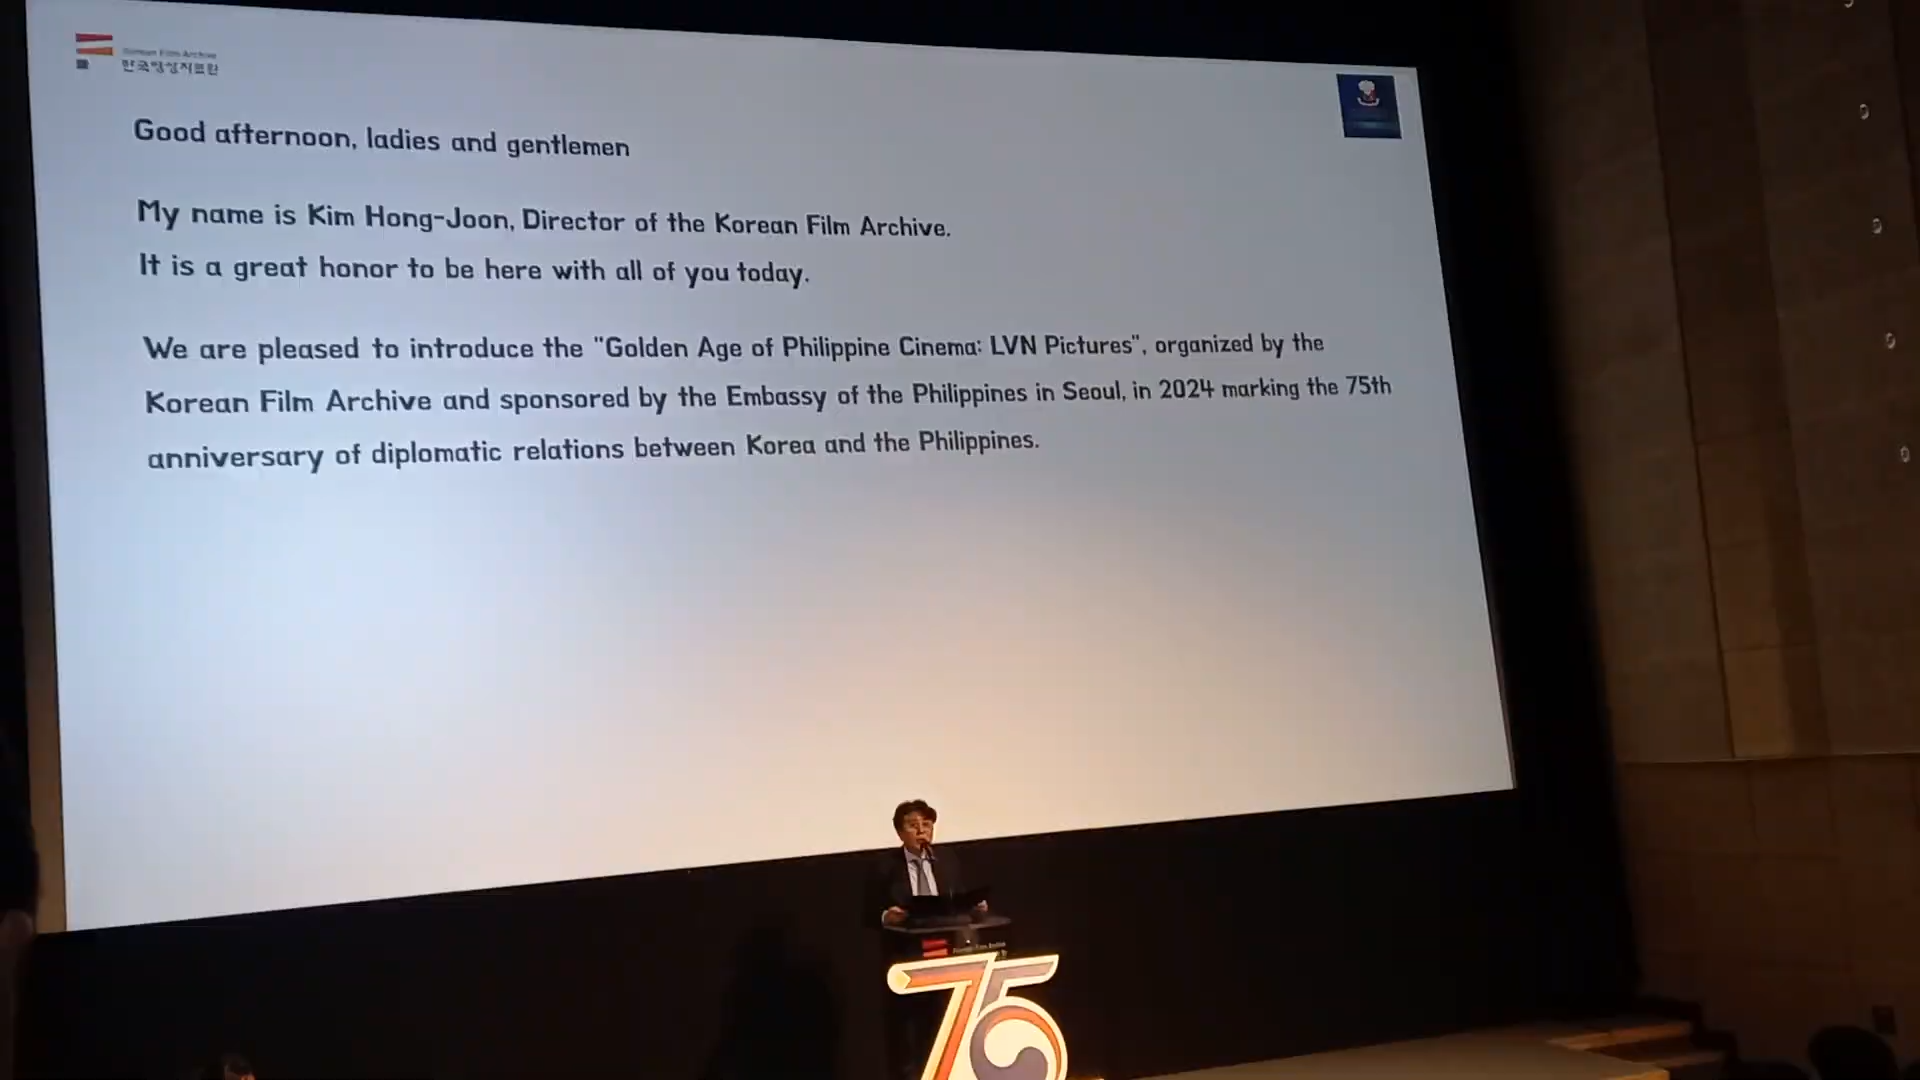 Korean Film Archive
한국영상자료원
Good afternoon, ladies and gentlemen
My name is Kim Hong-Joon, Director of the Korean Film Archive.
It is a great honor to be here with all of you today.
We are pleased to introduce the "Golden Age of Philippine Cinema: LVN Pictures", organized by the
Korean Film Archive and sponsored by the Embassy of the Philippines in Seoul, in 2024 marking the 75th
anniversary of diplomatic relations between Korea and the Philippines.
75